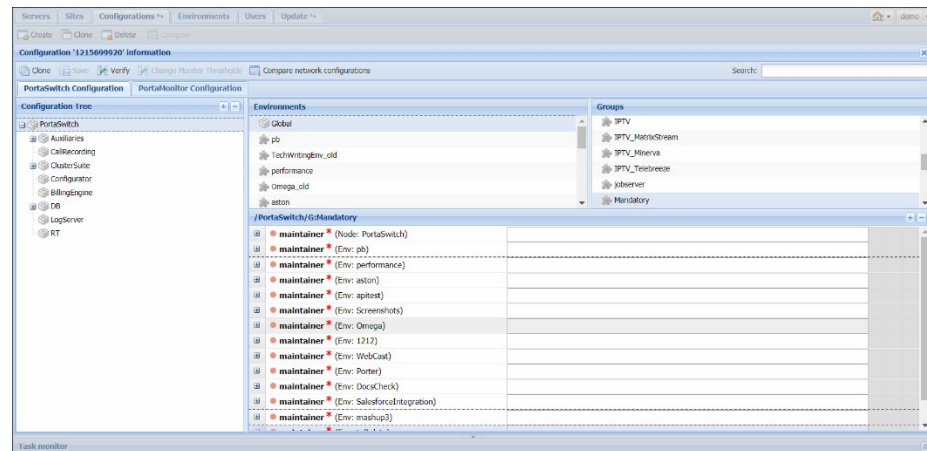 Servers Sites Configurations Environments Users Update demo
Create Clone Delete Compare
Configuration '1215699920' information
Clone Save Verify Change Monitor Thresholds Compare network configurations Search:
PortaSwitch Configuration PortaMonitor Configuration
Configuration Tree
PortaSwitch
Auxiliaries
CallRecording
ClusterSuite
Configurator
BillingEngine
DB
LogServer
RT
Environments
Global
pb
TechWritingEnv_old
performance
Omega_old
aston
Groups
IPTV
IPTV_MatrixStream
IPTV_Minerva
IPTV_Telebreeze
jobserver
Mandatory
/PortaSwitch/G:Mandatory
maintainer * (Node: PortaSwitch)
maintainer * (Env: pb)
maintainer * (Env: performance)
maintainer * (Env: aston)
maintainer * (Env: apitest)
maintainer * (Env: Screenshots)
maintainer * (Env: Omega)
maintainer * (Env: 1212)
maintainer * (Env: WebCast)
maintainer * (Env: Porter)
maintainer * (Env: DocsCheck)
maintainer * (Env: SalesforceIntegration)
maintainer * (Env: mashup3)
Task monitor